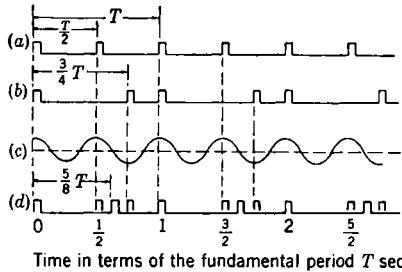 T
T/2
(a)
3/4 T
(b)
(c)
5/8 T
(d)
0 1/2 1 3/2 2 5/2
Time in terms of the fundamental period T sec